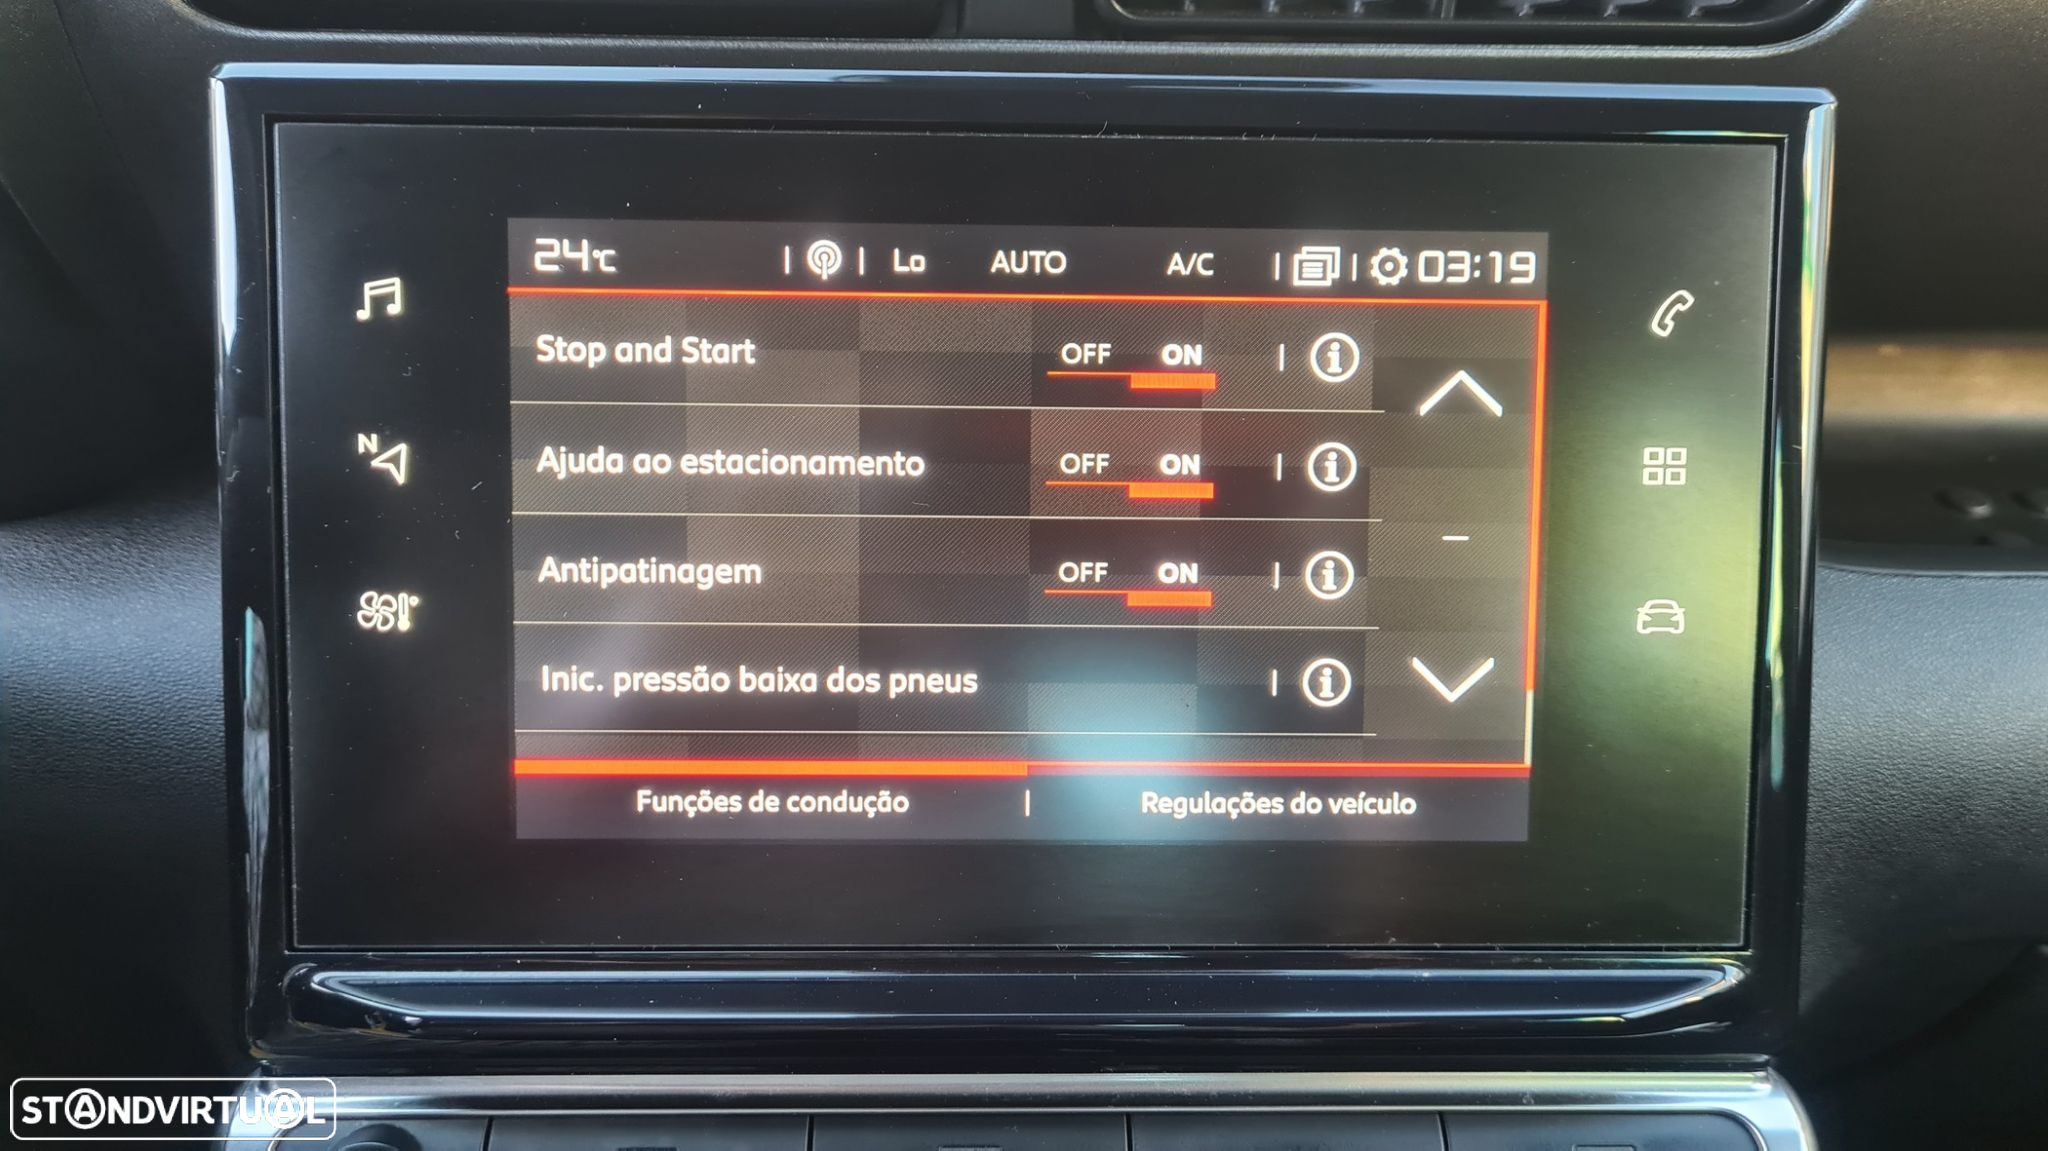 24°C Lo AUTO A/C 03:19
Stop and Start OFF ON i
N
Ajuda ao estacionamento OFF ON i
Antipatinagem OFF ON i
Inic. pressão baixa dos pneus i
Funções de condução | Regulações do veículo
STANDVIRTUAL